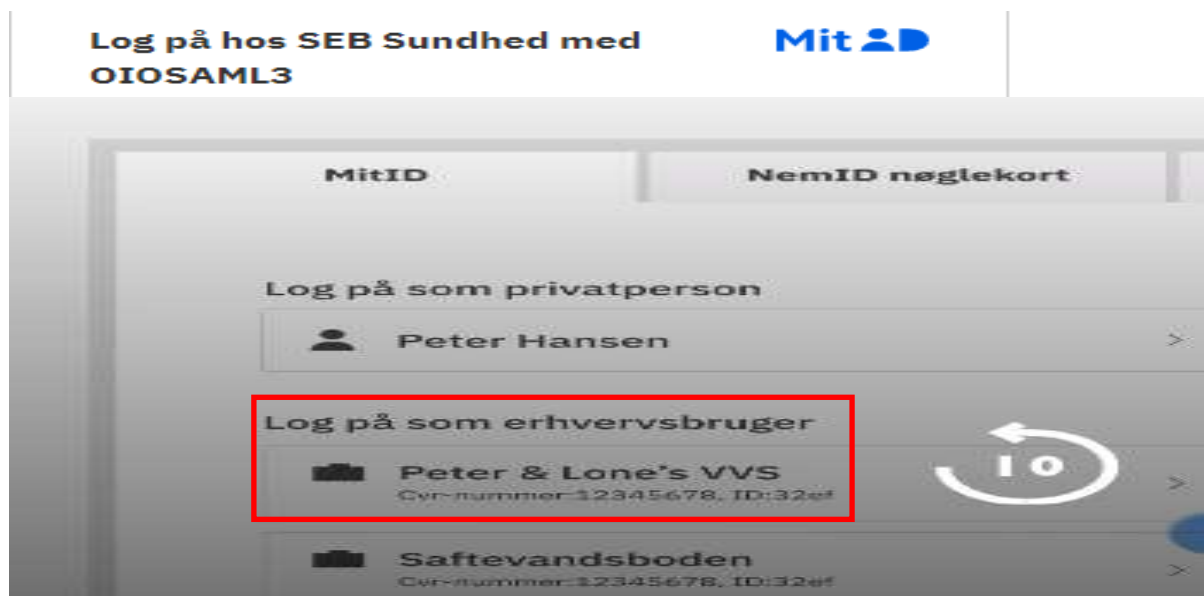 Log på hos SEB Sundhed med
OIOSAML3
MitID
MitID
NemID nøglekort
Log på som privatperson
Peter Hansen
Log på som erhvervsbruger
Peter & Lone's VVS
Cvr-nummer:12345678, ID:32ef
10
Saftevandsboden
Cvr-nummer:12345678, ID:32ef